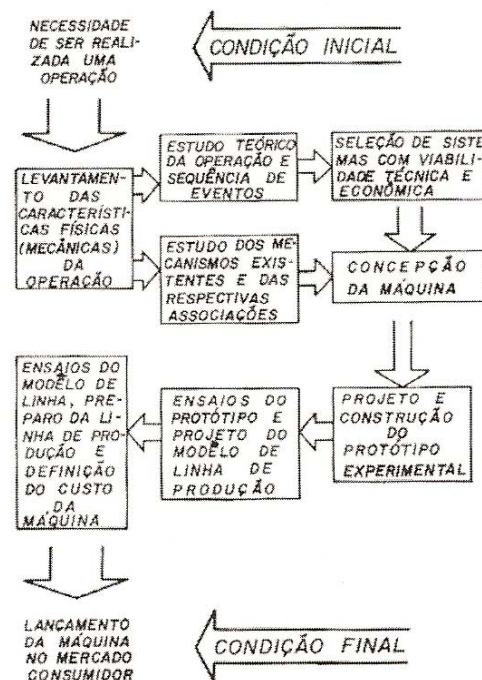 NECESSIDADE
DE SER REALI-
ZADA UMA
OPERAÇÃO
CONDIÇÃO INICIAL
LEVANTAMEN-
TO DAS
CARACTERÍSTI-
CAS FÍSICAS
(MECÂNICAS)
DA
OPERAÇÃO
ESTUDO TEÓRICO
DA OPERAÇÃO E
SEQUÊNCIA DE
EVENTOS
SELEÇÃO DE SISTE
MAS COM VIABILI-
DADE TÉCNICA E
ECONÔMICA
ESTUDO DOS ME-
CANISMOS EXIS-
TENTES E DAS
RESPECTIVAS
ASSOCIAÇÕES
CONCEPÇÃO
DA MÁQUINA
ENSAIOS DO
MODELO DE
LINHA, PRE-
PARO DA LI-
NHA DE PRO-
DUÇÃO E
DEFINIÇÃO
DO CUSTO
DA
MÁQUINA
ENSAIOS DO
PROTÓTIPO E
PROJETO DO
MODELO DE
LINHA DE
PRODUÇÃO
PROJETO E
CONSTRUÇÃO
DO
PROTÓTIPO
EXPERIMENTAL
LANÇAMENTO
DA MÁQUINA
NO MERCADO
CONSUMIDOR
CONDIÇÃO FINAL